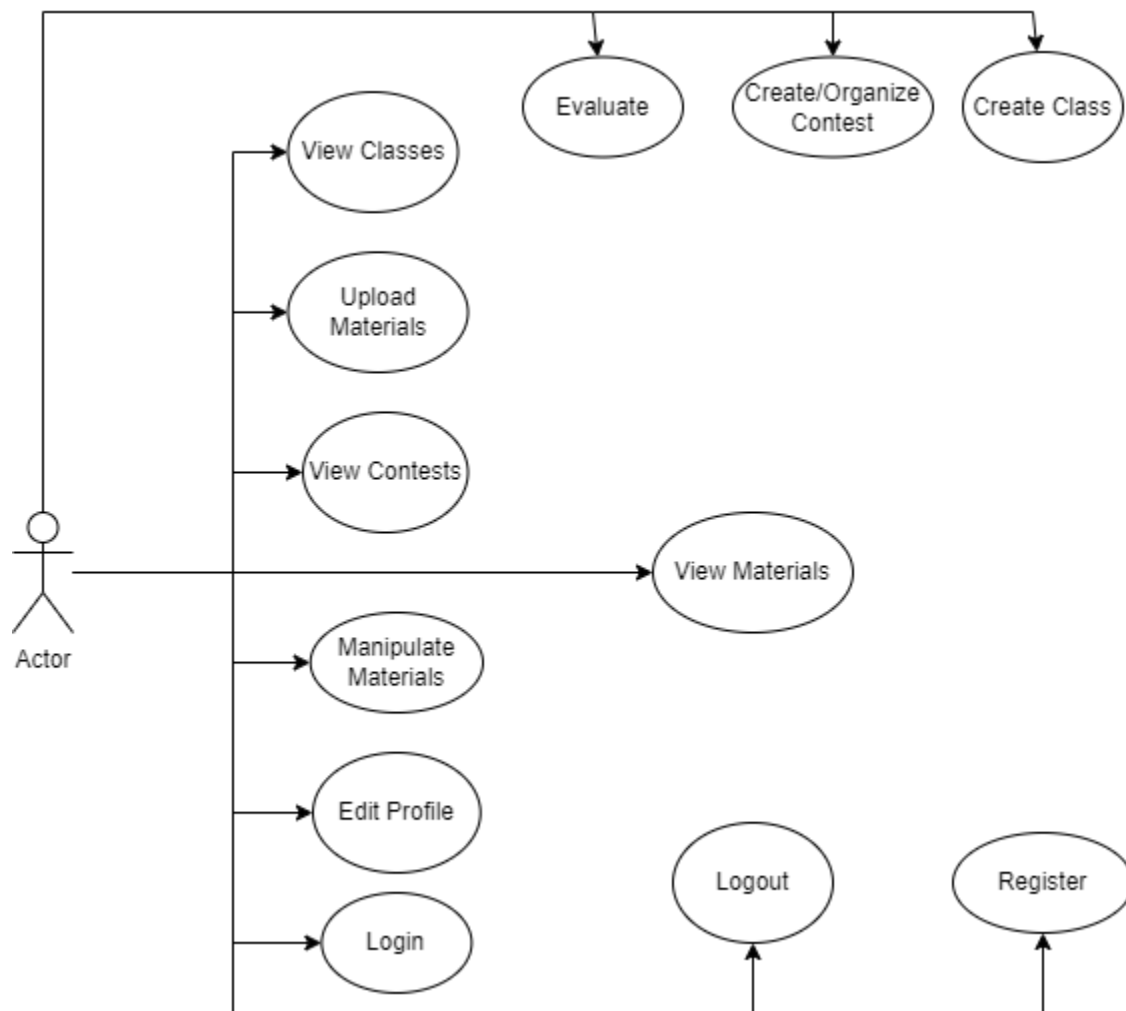 Evaluate
Create/Organize
Contest
Create Class
View Classes
Upload
Materials
View Contests
View Materials
Actor
Manipulate
Materials
Edit Profile
Logout
Register
Login